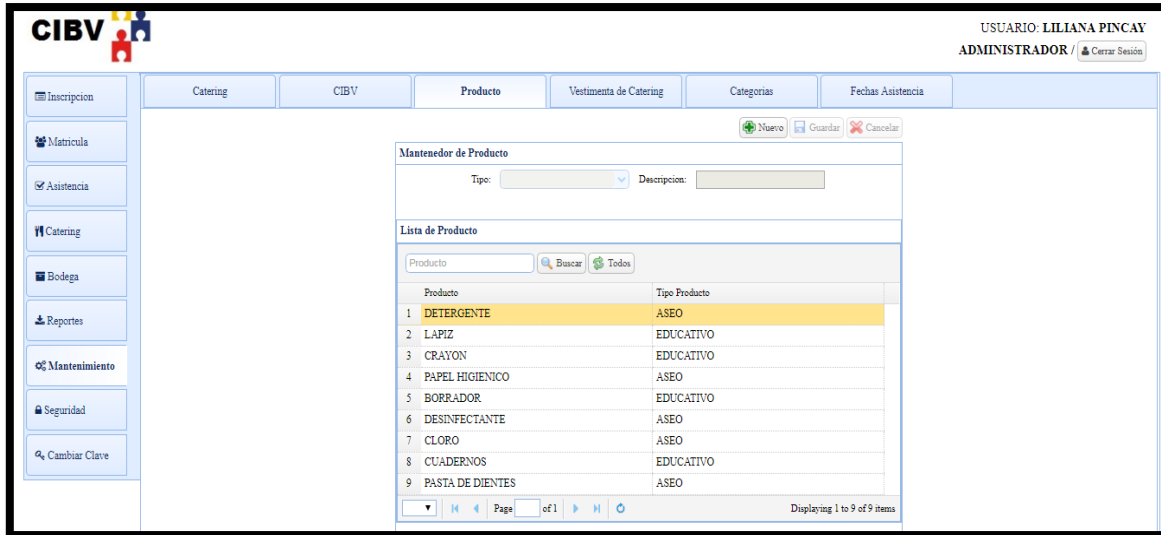 CIBV
USUARIO: LILIANA PINCAY
ADMINISTRADOR / Cerrar Sesión
Inscripcion
Matricula
Asistencia
Catering
Bodega
Reportes
Mantenimiento
Seguridad
Cambiar Clave
Catering CIBV Producto Vestimenta de Catering Categorias Fechas Asistencia
Nuevo Guardar Cancelar
Mantenedor de Producto
Tipo: Descripcion:
Lista de Producto
Producto Buscar Todos
Producto Tipo Producto
1 DETERGENTE ASEO
2 LAPIZ EDUCATIVO
3 CRAYON EDUCATIVO
4 PAPEL HIGIENICO ASEO
5 BORRADOR EDUCATIVO
6 DESINFECTANTE ASEO
7 CLORO ASEO
8 CUADERNOS EDUCATIVO
9 PASTA DE DIENTES ASEO
Page of 1 Displaying 1 to 9 of 9 items